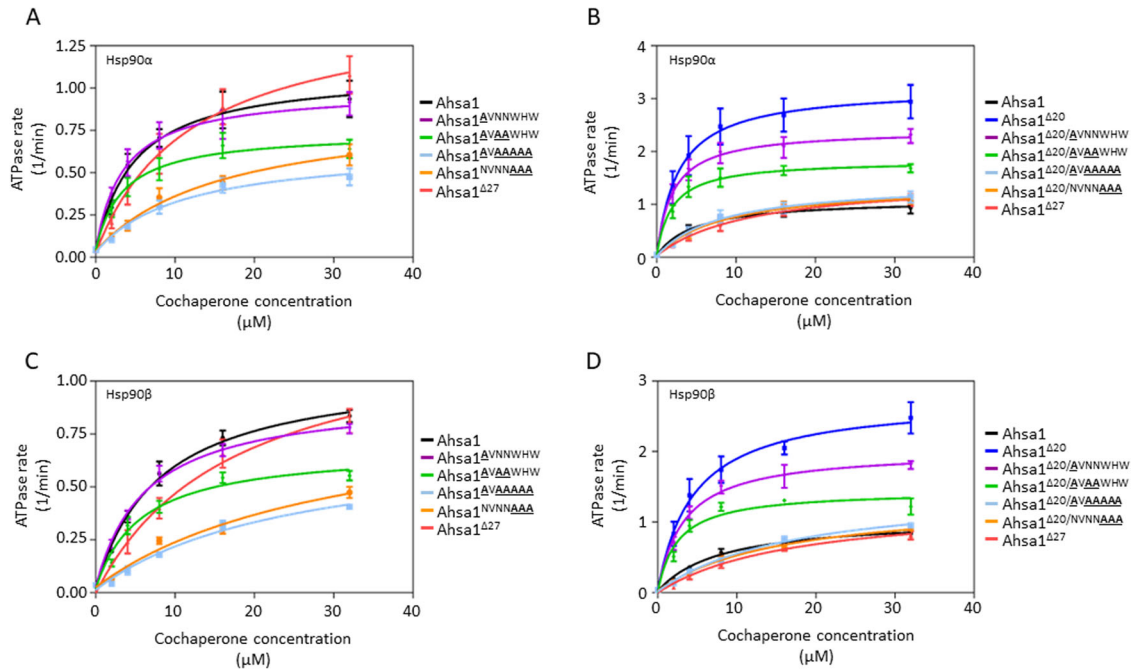 A
ATPase rate
(1/min)
1.25
1.00
0.75
0.50
0.25
0.00
Hsp90α
0 10 20 30 40
Cochaperone concentration
(μM)
Ahsa1
Ahsa1AVNNWHW
Ahsa1AVAAWHW
Ahsa1AVAAAAA
Ahsa1NVNNAAA
Ahsa1Δ27
B
ATPase rate
(1/min)
4
3
2
1
0
Hsp90α
0 10 20 30 40
Cochaperone concentration
(μM)
Ahsa1
Ahsa1Δ20
Ahsa1Δ20/AVNNWHW
Ahsa1Δ20/AVAAWHW
Ahsa1Δ20/AVAAAAA
Ahsa1Δ20/NVNNAAA
Ahsa1Δ27
C
ATPase rate
(1/min)
1.00
0.75
0.50
0.25
0.00
Hsp90β
0 10 20 30 40
Cochaperone concentration
(μM)
Ahsa1
Ahsa1AVNNWHW
Ahsa1AVAAWHW
Ahsa1AVAAAAA
Ahsa1NVNNAAA
Ahsa1Δ27
D
ATPase rate
(1/min)
3
2
1
0
Hsp90β
0 10 20 30 40
Cochaperone concentration
(μM)
Ahsa1
Ahsa1Δ20
Ahsa1Δ20/AVNNWHW
Ahsa1Δ20/AVAAWHW
Ahsa1Δ20/AVAAAAA
Ahsa1Δ20/NVNNAAA
Ahsa1Δ27